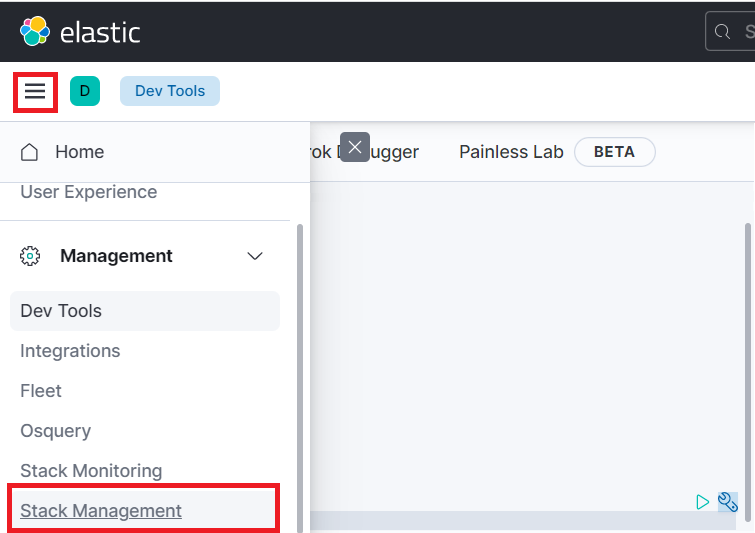 elastic
S
D
Dev Tools
Home
rok D
ugger
Painless Lab
BETA
User Experience
Management
Dev Tools
Integrations
Fleet
Osquery
Stack Monitoring
Stack Management